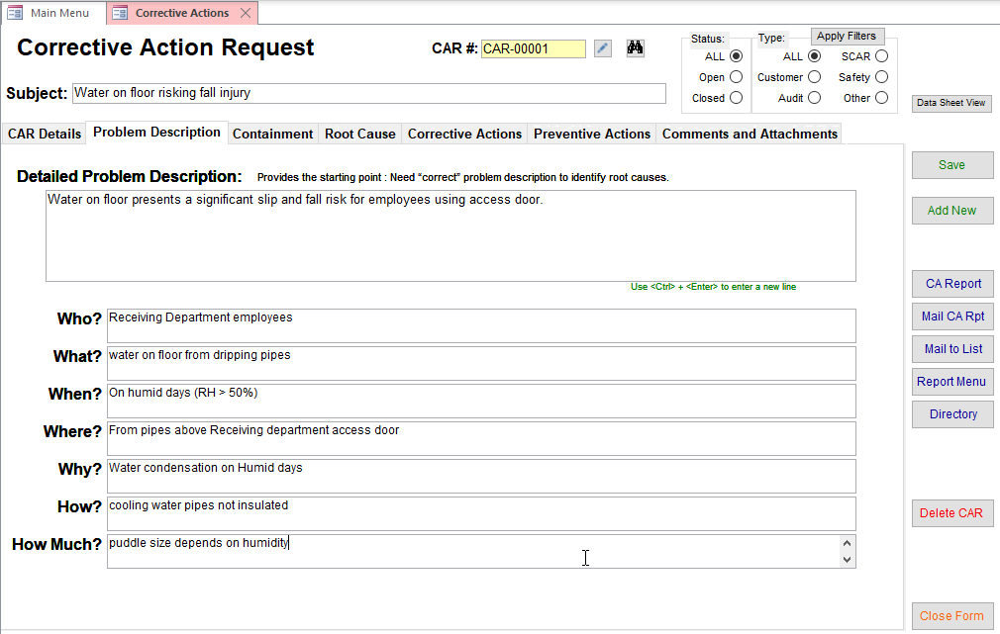 Main Menu
Corrective Actions
Corrective Action Request
CAR #: CAR-00001
Status:
ALL
Open
Closed
Type:
Apply Filters
ALL
SCAR
Customer
Safety
Audit
Other
Data Sheet View
Subject: Water on floor risking fall injury
CAR Details
Problem Description
Containment
Root Cause
Corrective Actions
Preventive Actions
Comments and Attachments
Detailed Problem Description: Provides the starting point : Need “correct” problem description to identify root causes.
Water on floor presents a significant slip and fall risk for employees using access door.
Use <Ctrl> + <Enter> to enter a new line
Who? Receiving Department employees
What? water on floor from dripping pipes
When? On humid days (RH > 50%)
Where? From pipes above Receiving department access door
Why? Water condensation on Humid days
How? cooling water pipes not insulated
How Much? puddle size depends on humidity
Save
Add New
CA Report
Mail CA Rpt
Mail to List
Report Menu
Directory
Delete CAR
Close Form